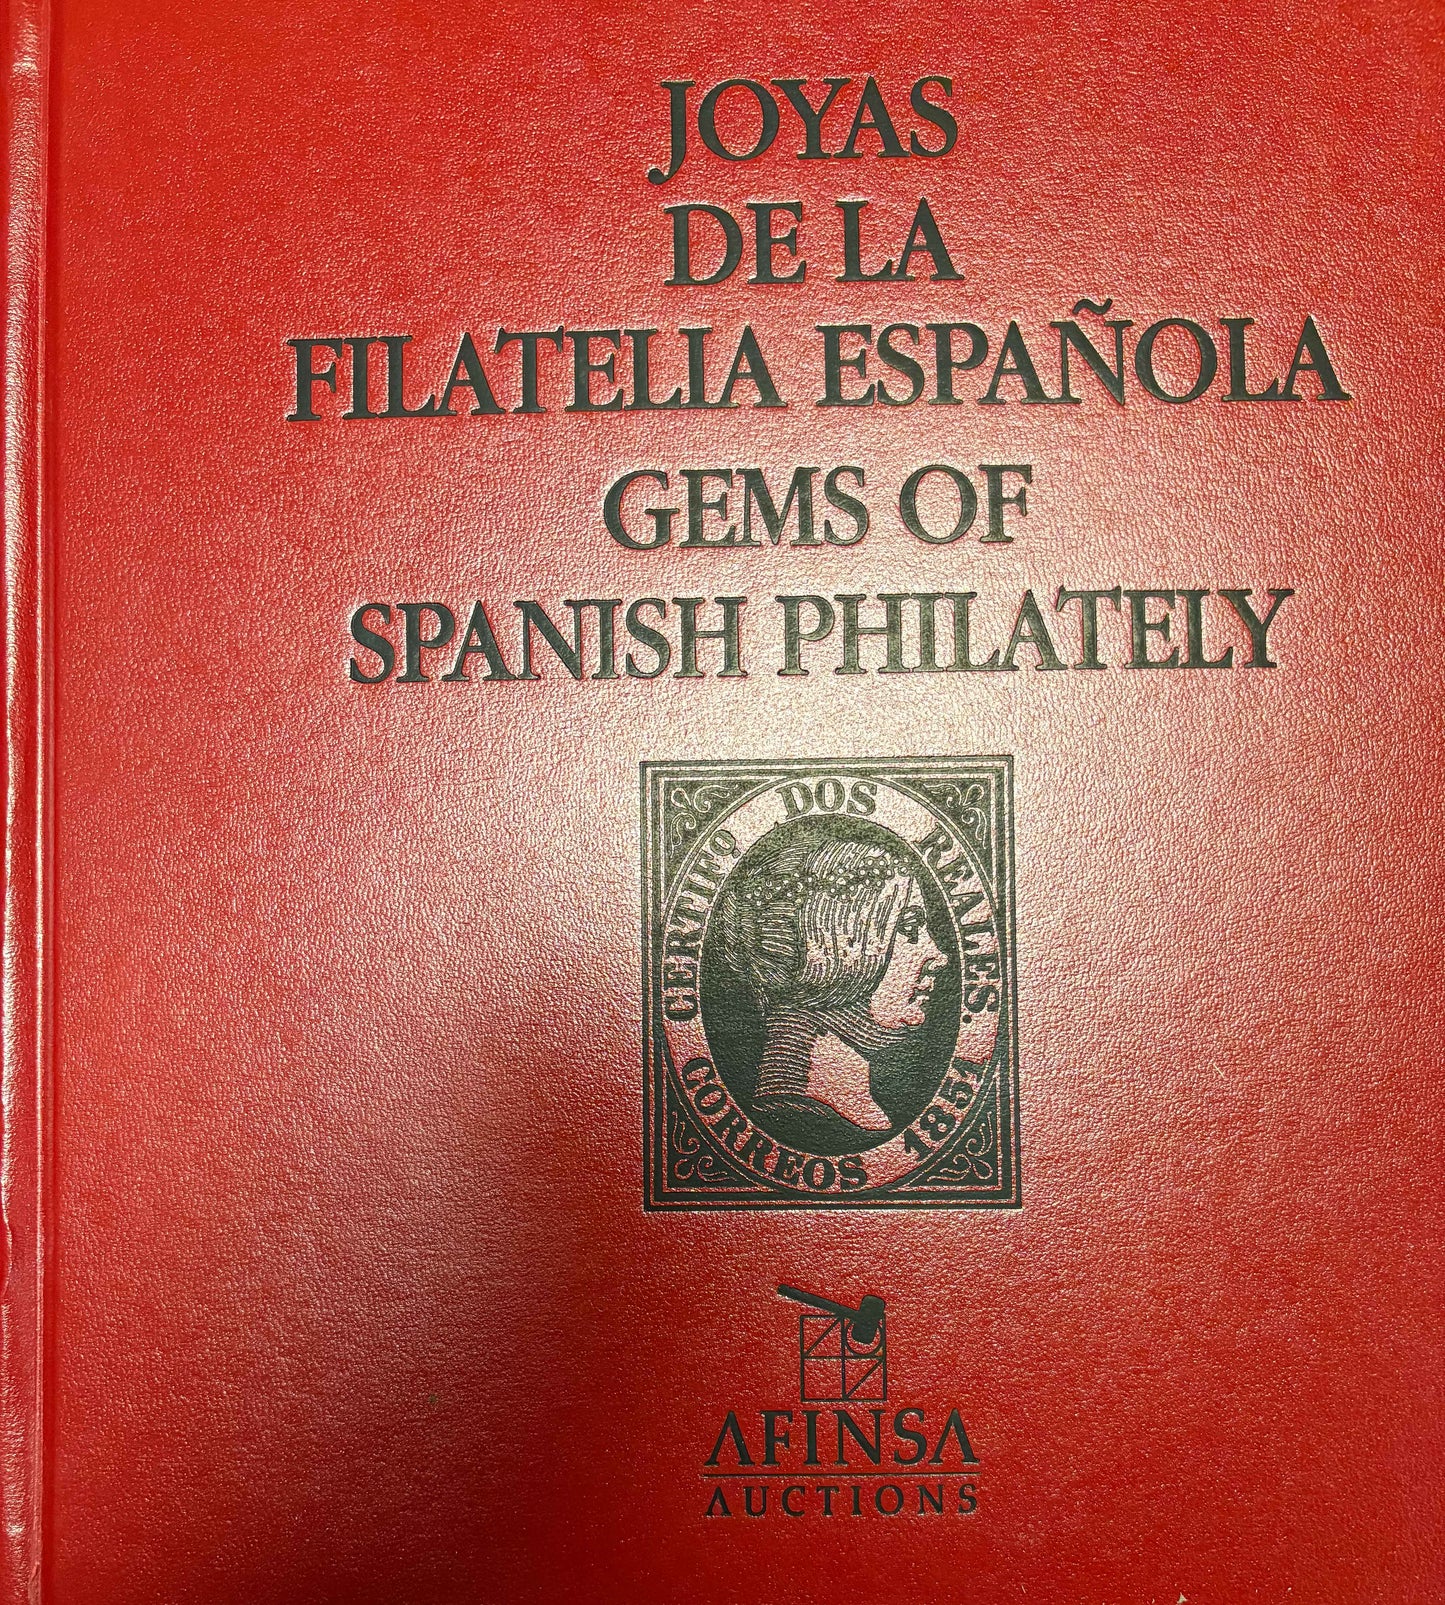 JOYAS
DE LA
FILATELIA ESPAÑOLA
GEMS OF
SPANISH PHILATELY
CERTIFO. DOS REALES.
CORREOS 1851
AFINSA
AUCTIONS